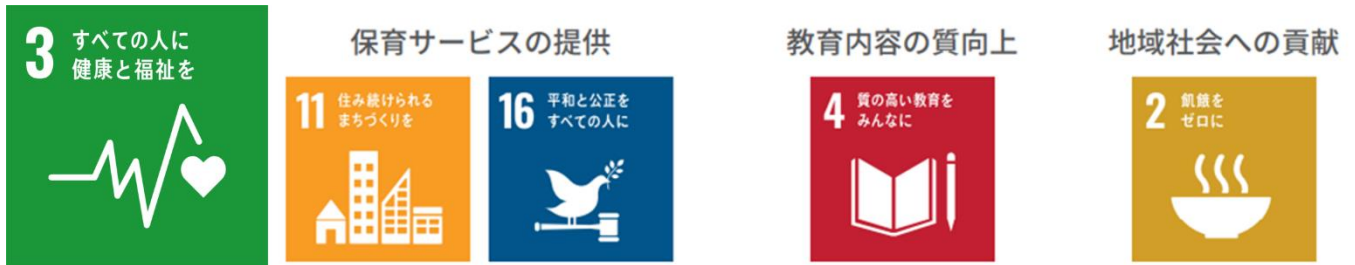 3
すべての人に
健康と福祉を
保育サービスの提供
11
住み続けられる
まちづくりを
16
平和と公正を
すべての人に
教育内容の質向上
4
質の高い教育を
みんなに
地域社会への貢献
2
飢餓を
ゼロに